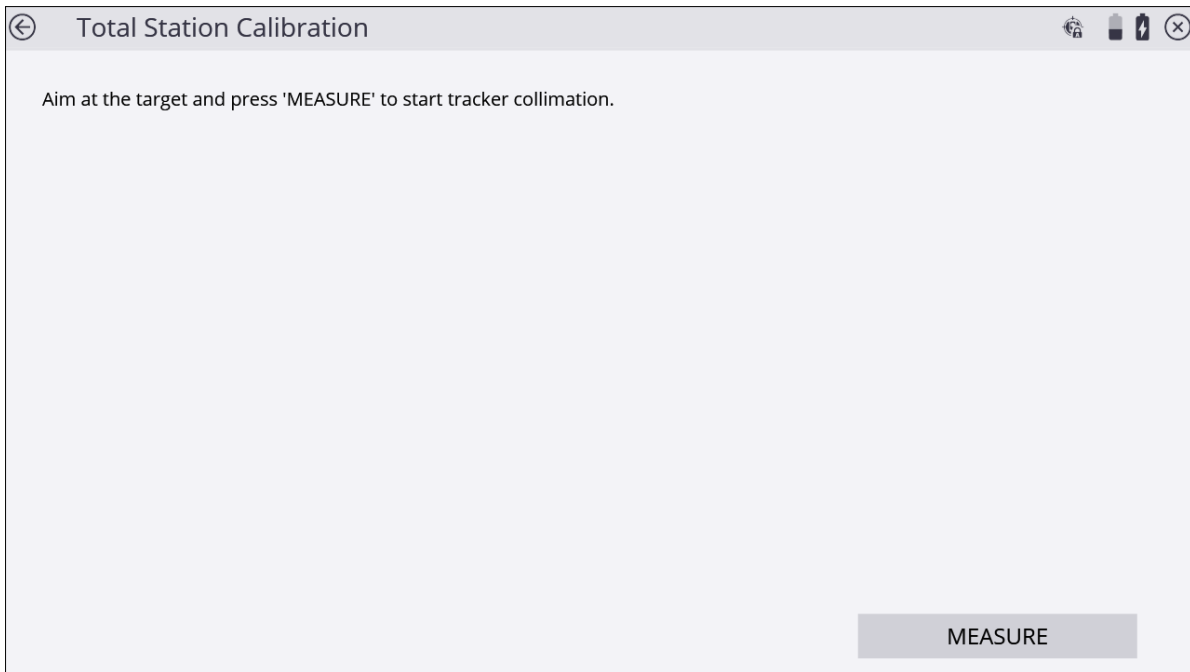 Total Station Calibration
Aim at the target and press 'MEASURE' to start tracker collimation.
MEASURE